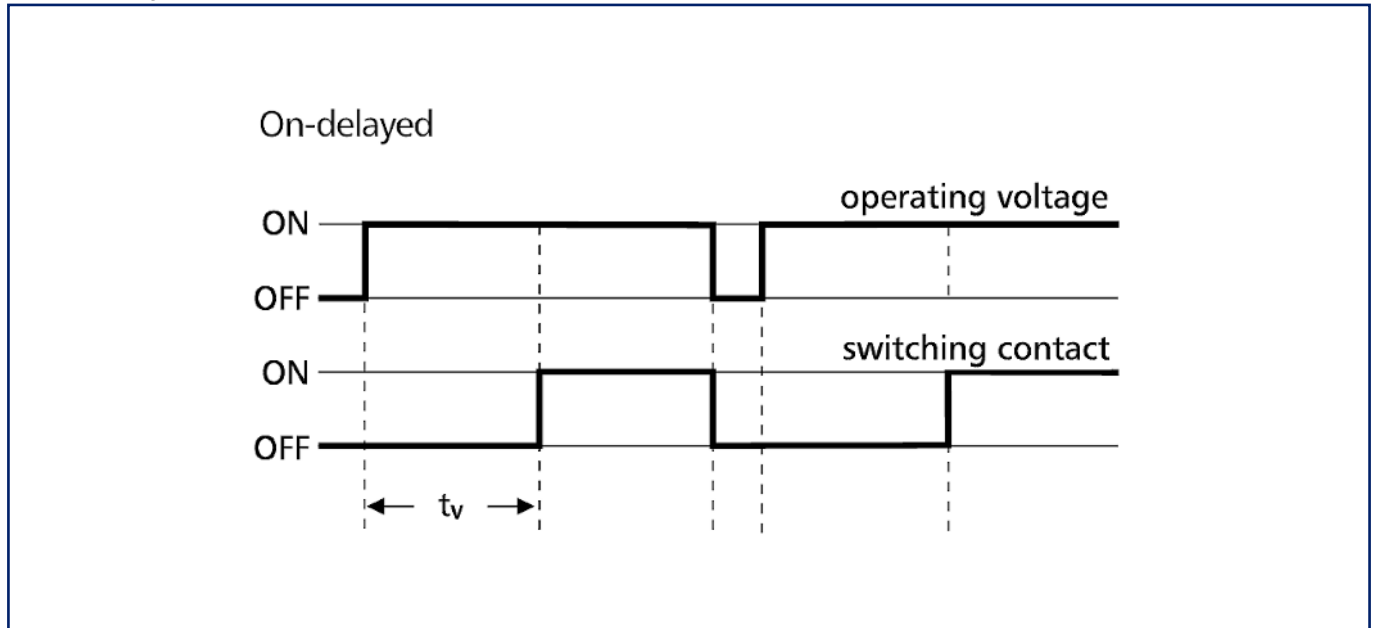 On-delayed
operating voltage
ON
OFF
switching contact
ON
OFF
tv